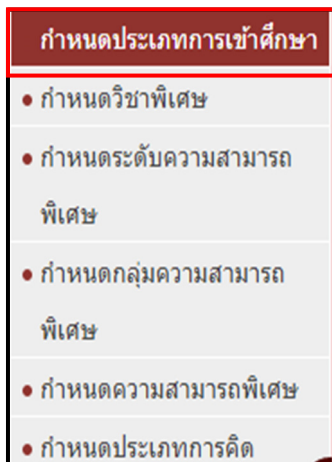 กำหนดประเภทการเข้าศึกษา
กำหนดวิชาพิเศษ
กำหนดระดับความสามารถ
พิเศษ
กำหนดกลุ่มความสามารถ
พิเศษ
กำหนดความสามารถพิเศษ
กำหนดประเภทการคิด